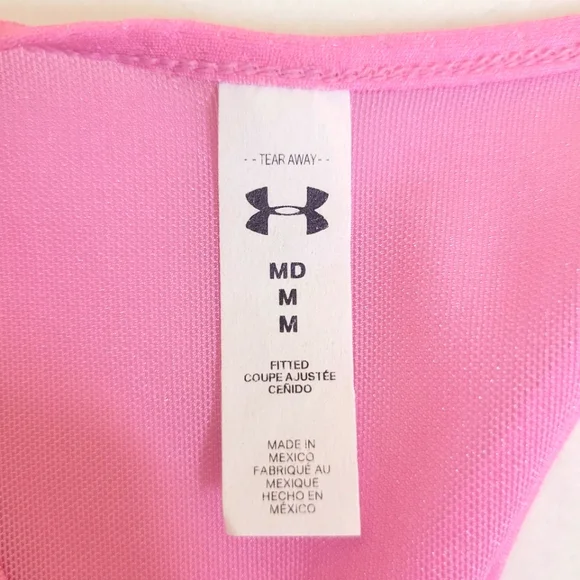 -- TEAR AWAY --
MD
M
M
FITTED
COUPE AJUSTÉE
CEÑIDO
MADE IN
MEXICO
FABRIQUÉ AU
MEXIQUE
HECHO EN
MÉXICO